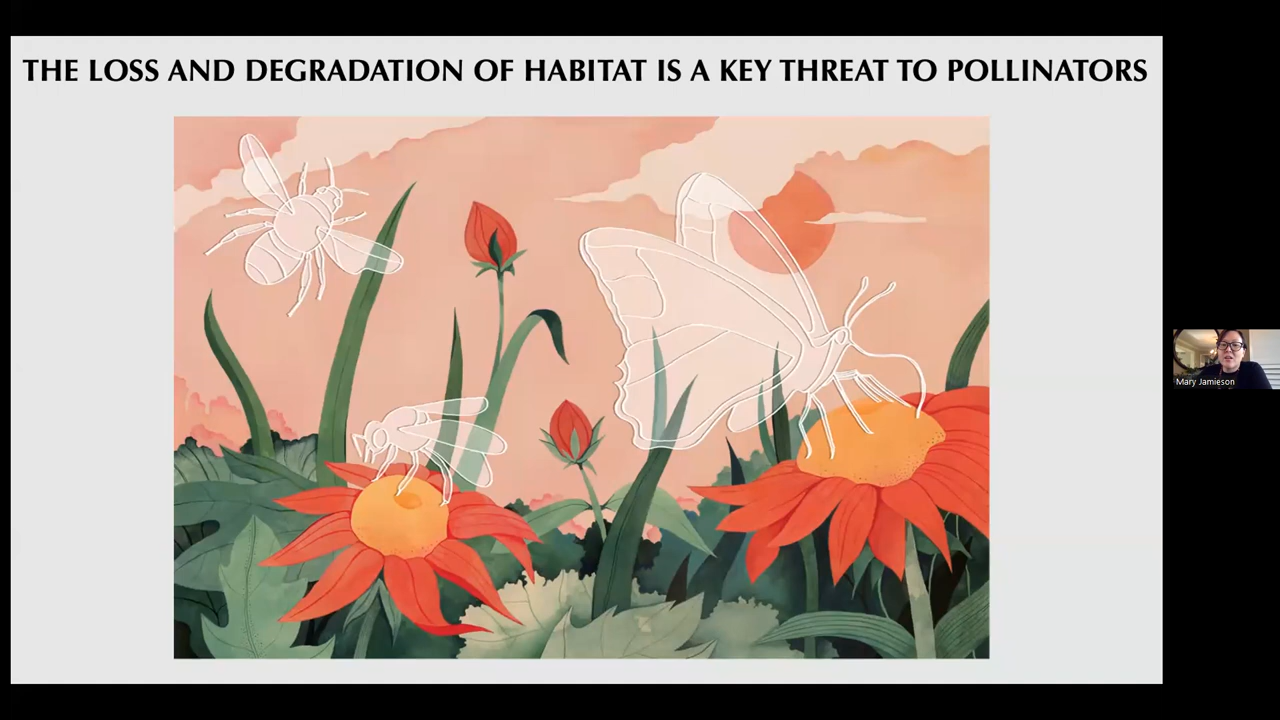 THE LOSS AND DEGRADATION OF HABITAT IS A KEY THREAT TO POLLINATORS
Mary Jamieson